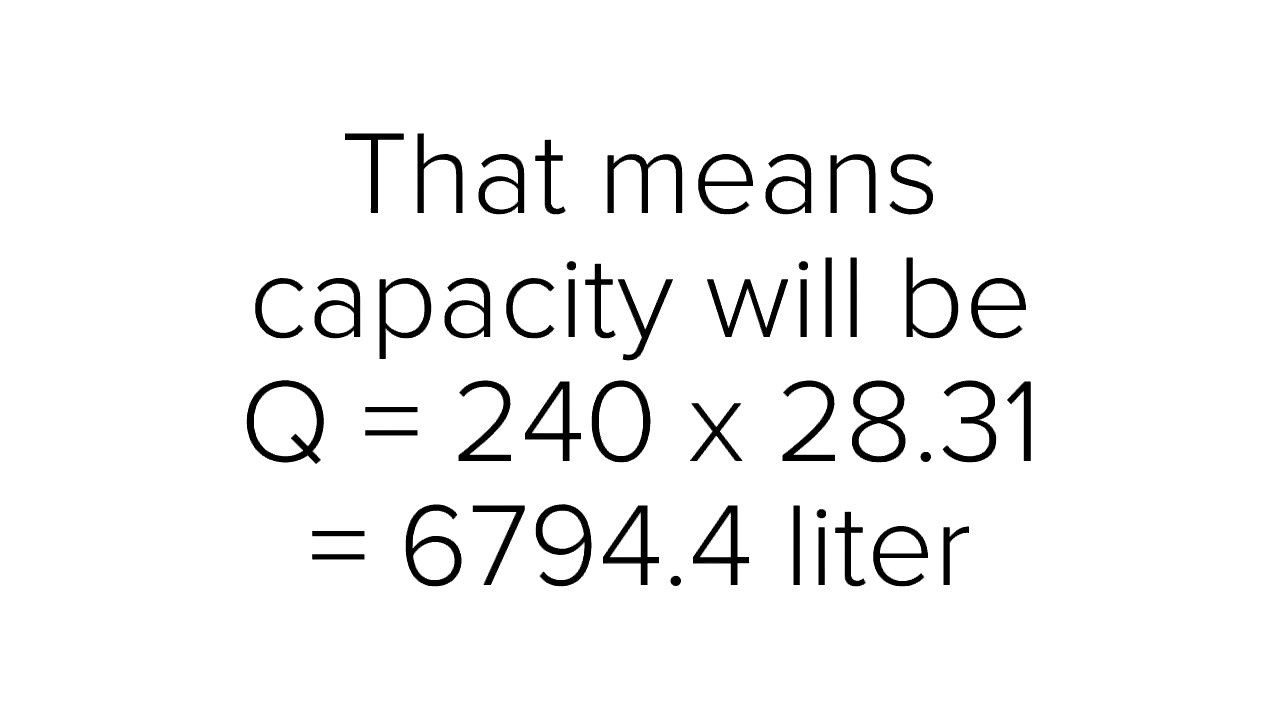 That means
capacity will be
Q = 240 x 28.31
= 6794.4 liter